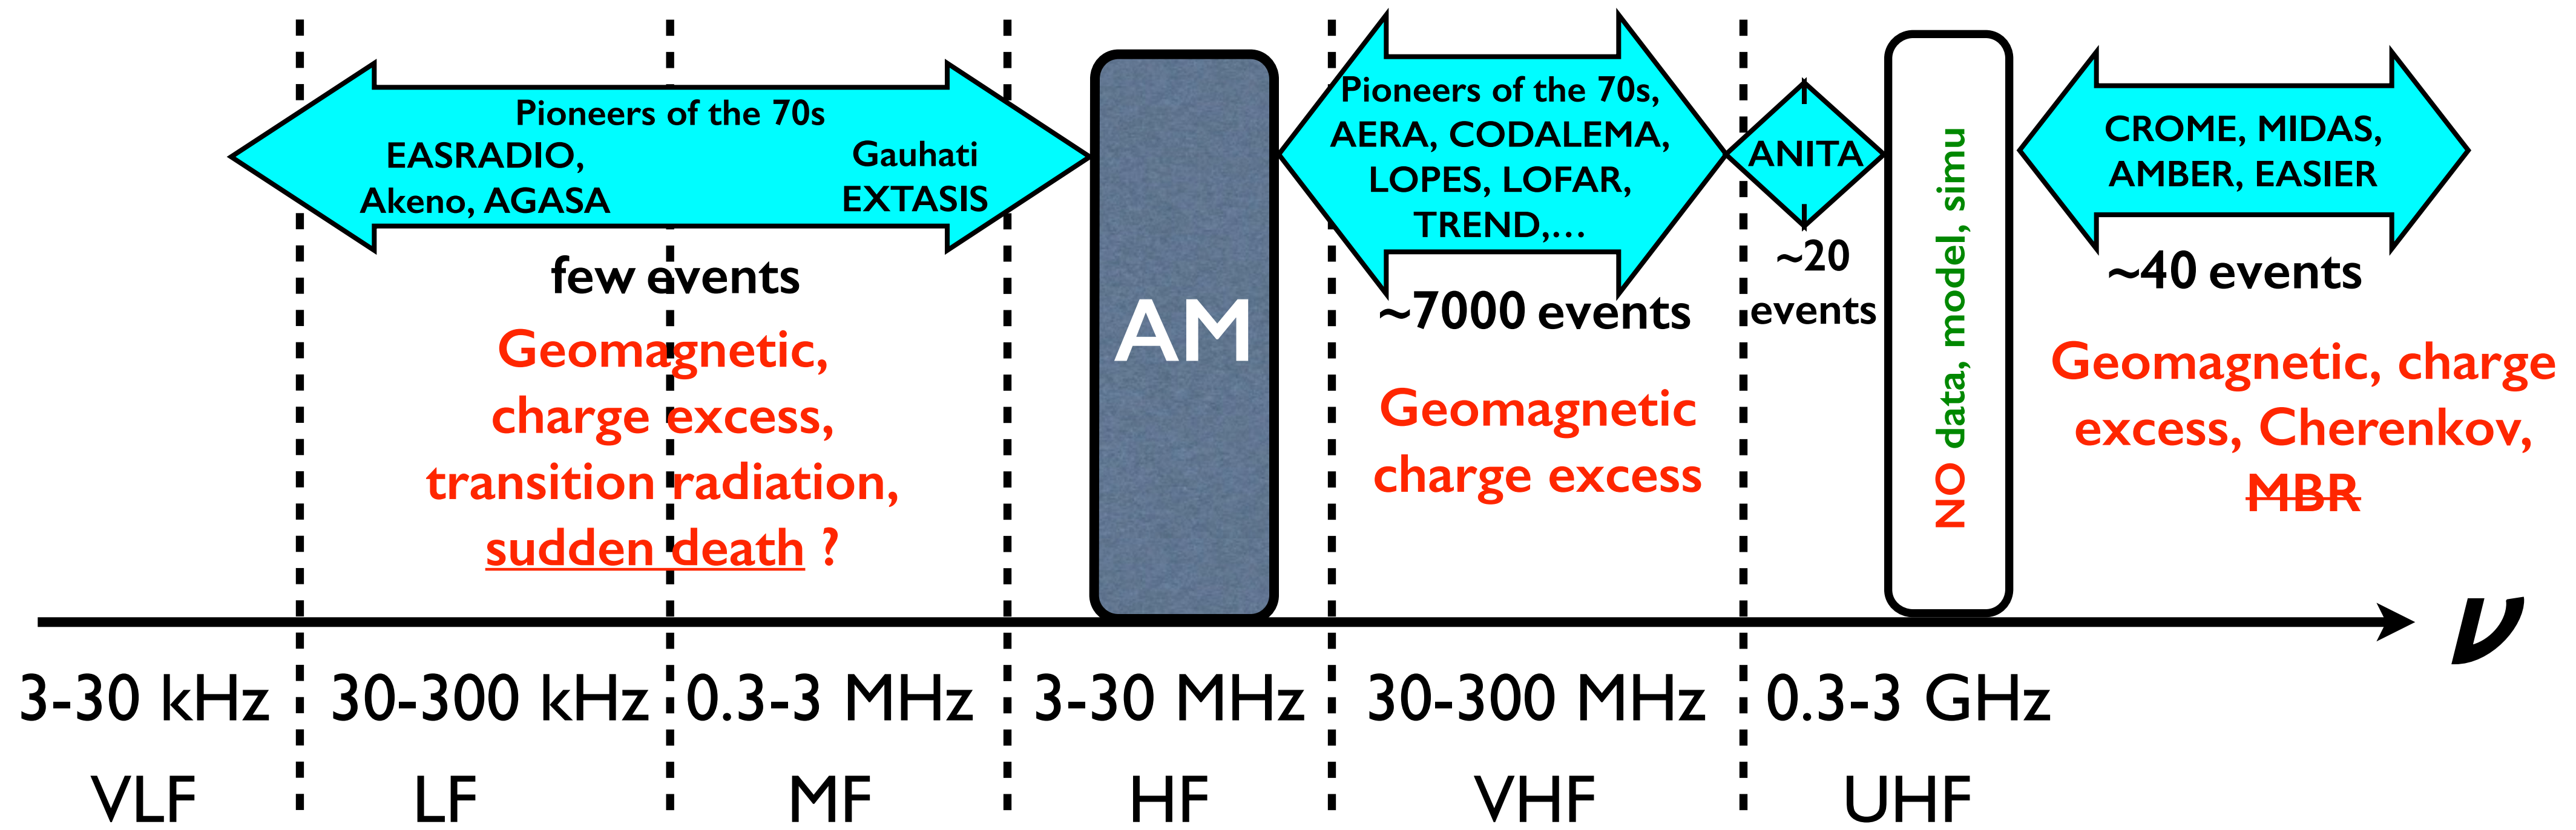 Pioneers of the 70s
EASRADIO,
Akeno, AGASA
Gauhati
EXTASIS
few events
Geomagnetic,
charge excess,
transition radiation,
sudden death ?
AM
Pioneers of the 70s,
AERA, CODALEMA,
LOPES, LOFAR,
TREND,...
~7000 events
Geomagnetic
charge excess
ANITA
~20
events
NO data, model, simu
CROME, MIDAS,
AMBER, EASIER
~40 events
Geomagnetic, charge
excess, Cherenkov,
MBR
ν
3-30 kHz
30-300 kHz
0.3-3 MHz
3-30 MHz
30-300 MHz
0.3-3 GHz
VLF
LF
MF
HF
VHF
UHF